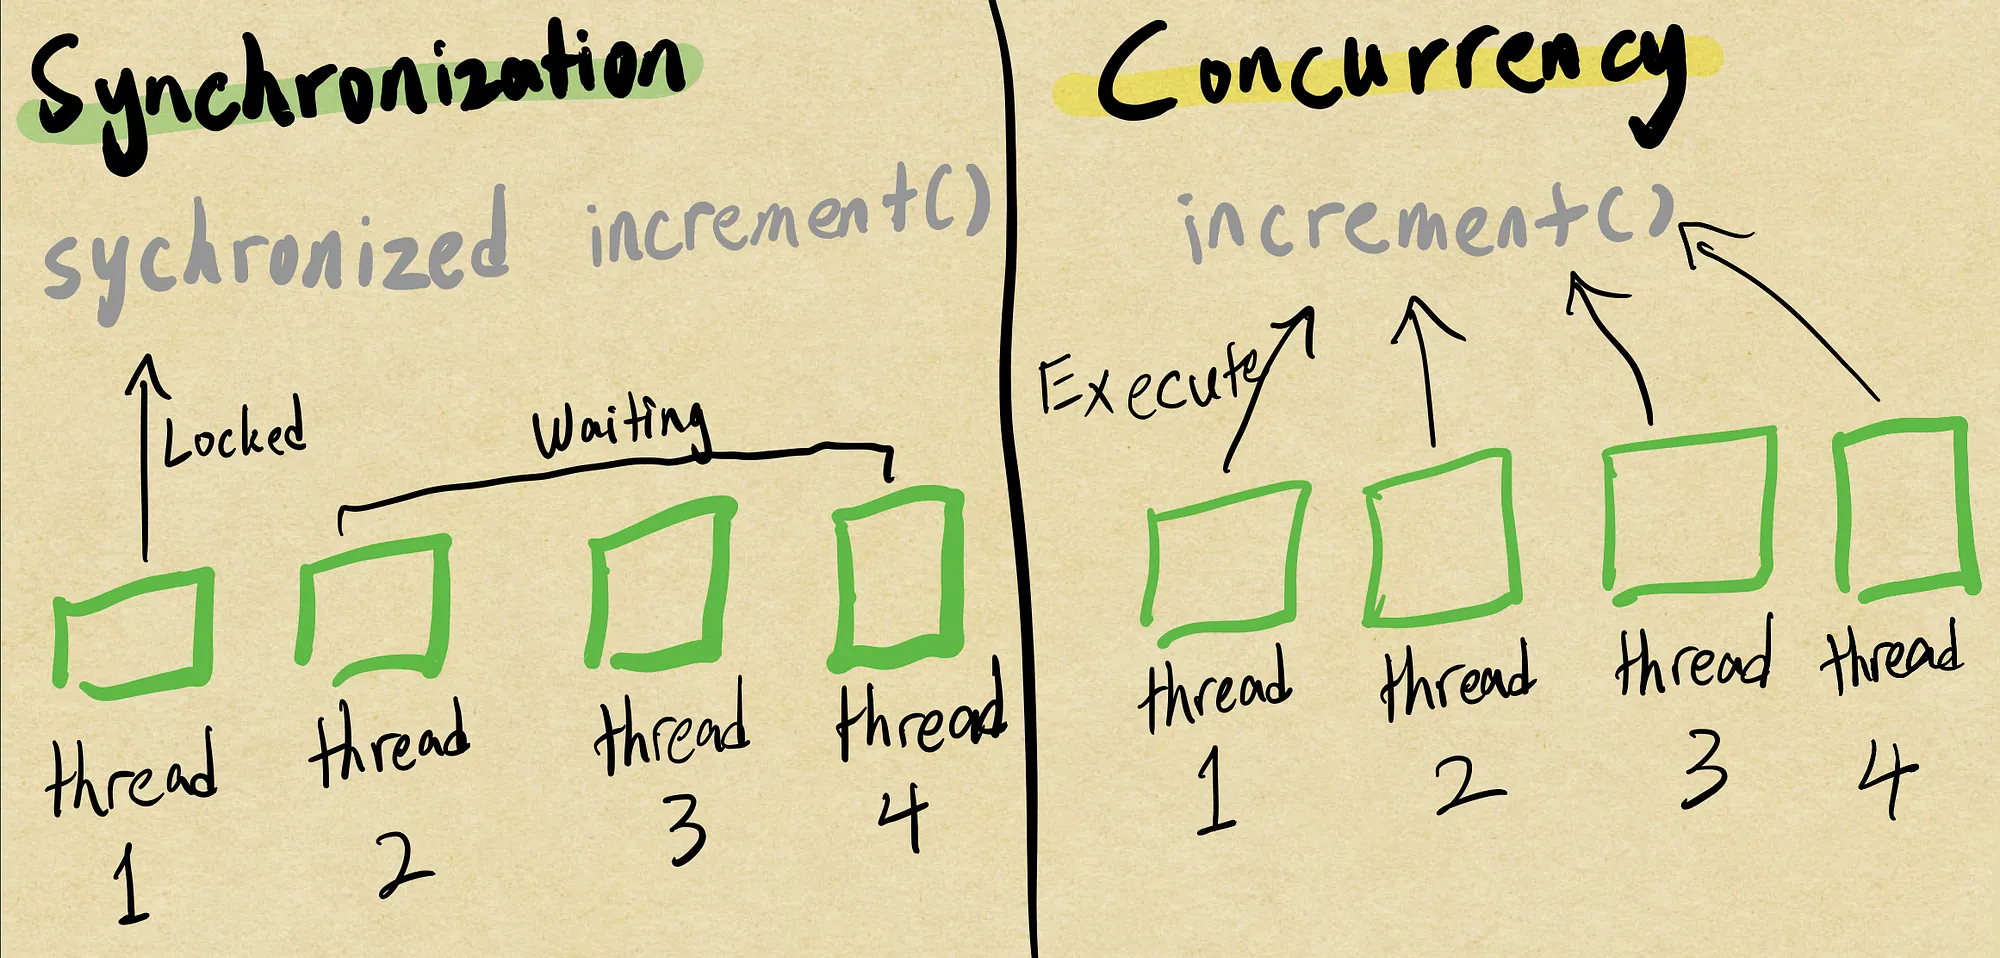 Synchronization
sychronized increment()
Locked
Waiting
thread
1
thread
2
thread
3
thread
4
Concurrency
increment()
Execute
thread
1
thread
2
thread
3
thread
4